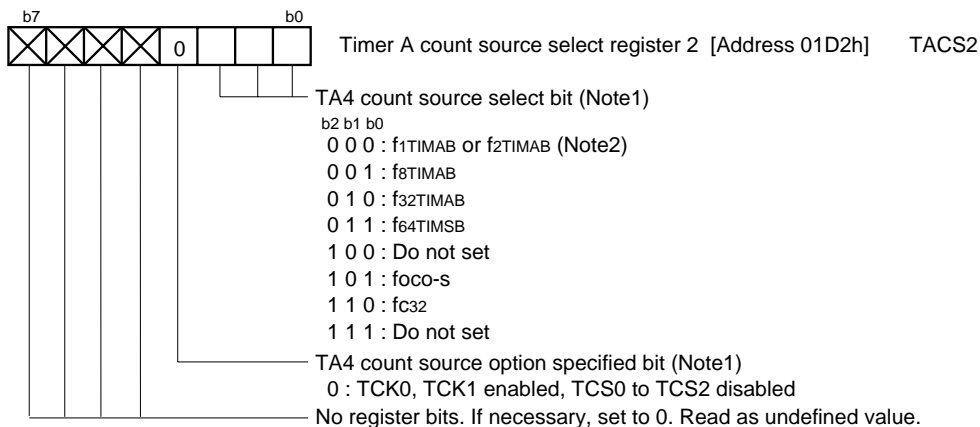 b7 b0
0
Timer A count source select register 2 [Address 01D2h] TACS2
TA4 count source select bit (Note1)
b2 b1 b0
0 0 0 : f1TIMAB or f2TIMAB (Note2)
0 0 1 : f8TIMAB
0 1 0 : f32TIMAB
0 1 1 : f64TIMSB
1 0 0 : Do not set
1 0 1 : foco-s
1 1 0 : fc32
1 1 1 : Do not set
TA4 count source option specified bit (Note1)
0 : TCK0, TCK1 enabled, TCS0 to TCS2 disabled
No register bits. If necessary, set to 0. Read as undefined value.